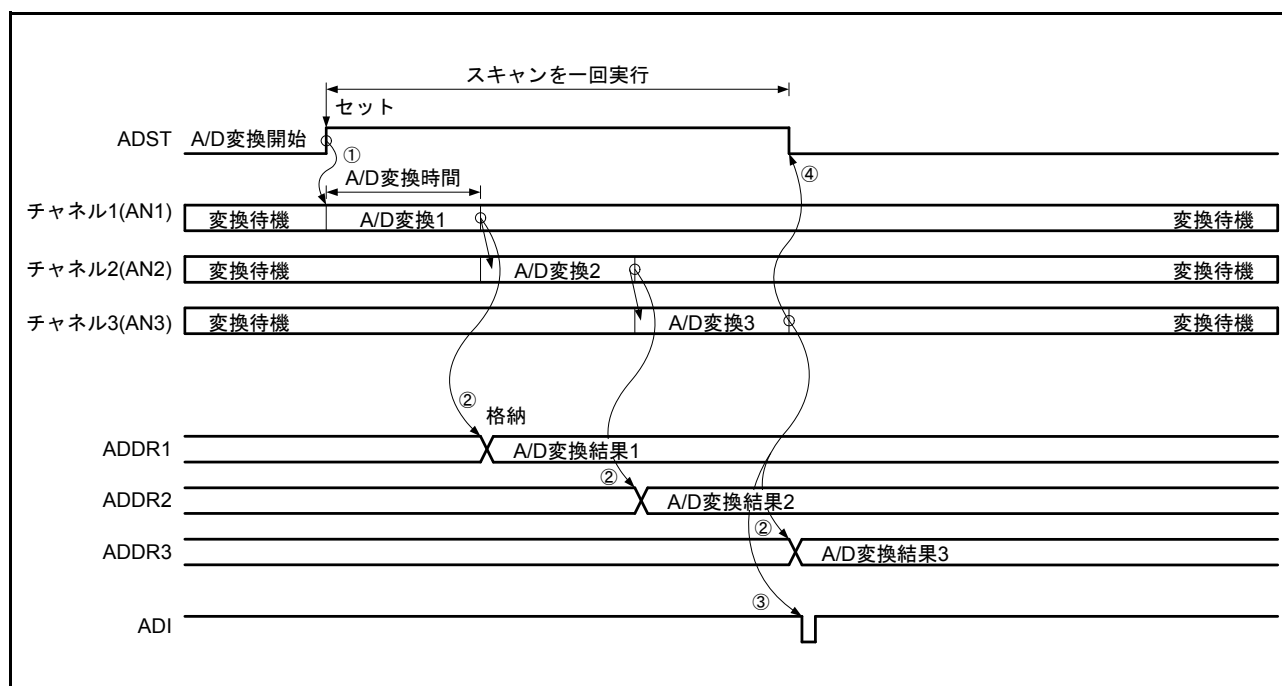 スキャンを一回実行
セット
ADST
A/D変換開始
①
④
A/D変換時間
チャネル1(AN1)
変換待機
A/D変換1
変換待機
チャネル2(AN2)
変換待機
A/D変換2
変換待機
チャネル3(AN3)
変換待機
A/D変換3
変換待機
②
格納
ADDR1
A/D変換結果1
②
ADDR2
A/D変換結果2
②
ADDR3
A/D変換結果3
③
ADI